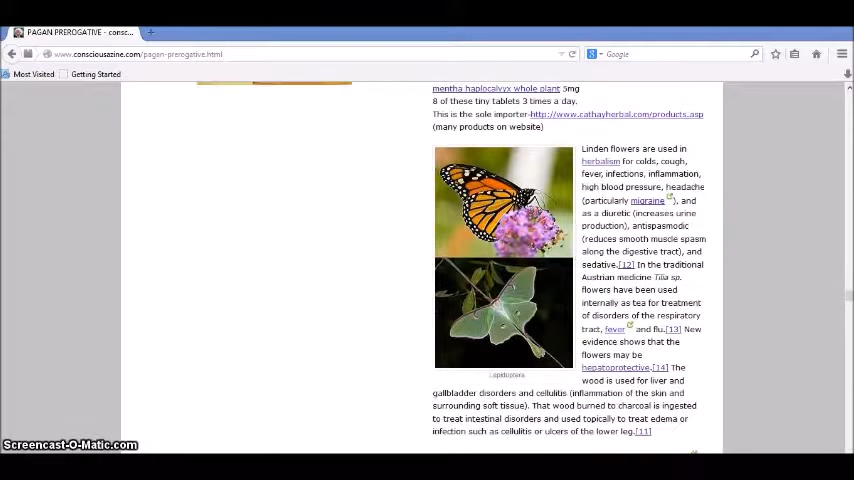 PAGAN PREROGATIVE - consc...
www.consciousazine.com/pagan-prerogative.html
Google
Most Visited
Getting Started
mentha haplocalvyx whole plant 5mg
8 of these tiny tablets 3 times a day.
This is the sole importer-http://www.cathayherbal.com/products.asp
(many products on website)
Linden flowers are used in
herbalism for colds, cough,
fever, infections, inflammation,
high blood pressure, headache
(particularly migraine ), and
as a diuretic (increases urine
production), antispasmodic
(reduces smooth muscle spasm
along the digestive tract), and
sedative.[12] In the traditional
Austrian medicine Tilia sp.
flowers have been used
internally as tea for treatment
of disorders of the respiratory
tract, fever and flu.[13] New
evidence shows that the
flowers may be
hepatoprotective.[14] The
wood is used for liver and
Lepidoptera
gallbladder disorders and cellulitis (inflammation of the skin and
surrounding soft tissue). That wood burned to charcoal is ingested
to treat intestinal disorders and used topically to treat edema or
infection such as cellulitis or ulcers of the lower leg.[11]
Screencast-O-Matic.com